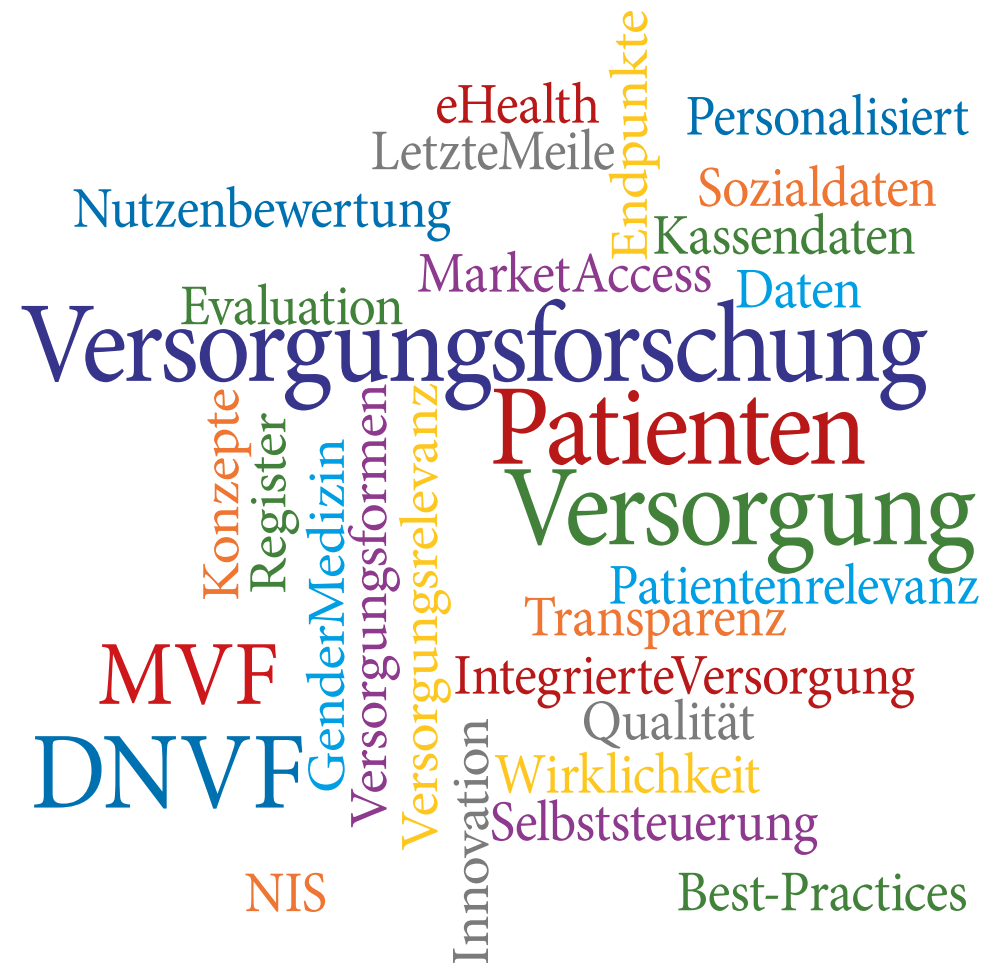 Endpunkte
eHealth
Personalisiert
LetzteMeile
Sozialdaten
Nutzenbewertung
Kassendaten
MarketAccess
Daten
Evaluation
Versorgungsforschung
Patienten
Konzepte
Register
GenderMedizin
Versorgungsformen
Versorgungsrelevanz
Versorgung
Patientenrelevanz
Transparenz
MVF
IntegrierteVersorgung
Qualität
DNVF
Innovation
Wirklichkeit
Selbststeuerung
NIS
Best-Practices